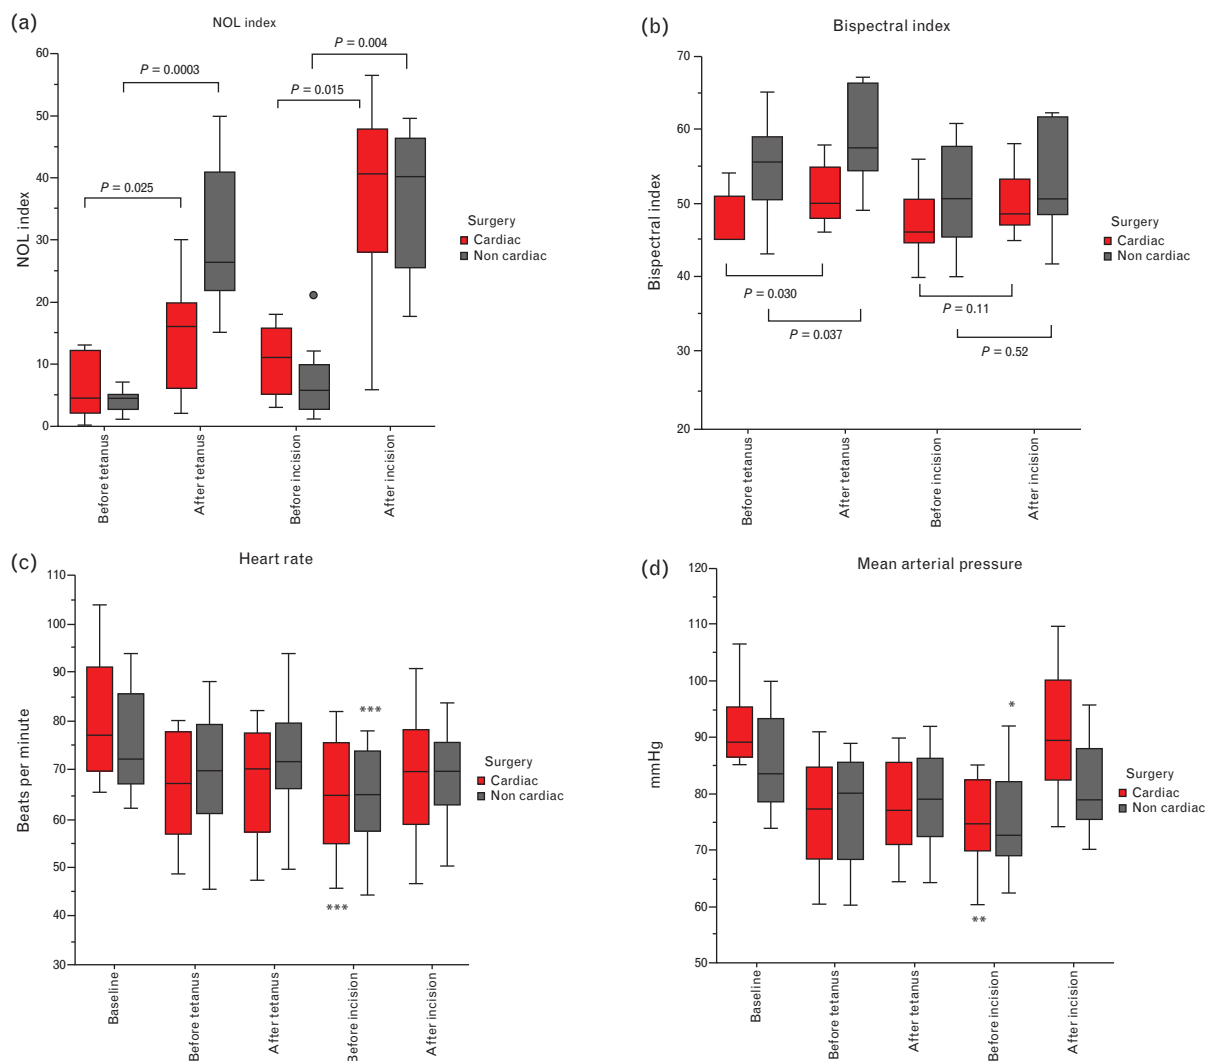 (a)
NOL index
NOL index
60
50
40
30
20
10
0
P = 0.025
P = 0.0003
P = 0.015
P = 0.004
Surgery
Cardiac
Non cardiac
Before tetanus
After tetanus
Before incision
After incision
(b)
Bispectral index
Bispectral index
70
60
50
40
30
20
P = 0.030
P = 0.037
P = 0.11
P = 0.52
Surgery
Cardiac
Non cardiac
Before tetanus
After tetanus
Before incision
After incision
(c)
Heart rate
Beats per minute
110
100
90
80
70
60
50
40
30
***
***
Surgery
Cardiac
Non cardiac
Baseline
Before tetanus
After tetanus
Before incision
After incision
(d)
Mean arterial pressure
mmHg
120
110
100
90
80
70
60
50
*
**
Surgery
Cardiac
Non cardiac
Baseline
Before tetanus
After tetanus
Before incision
After incision